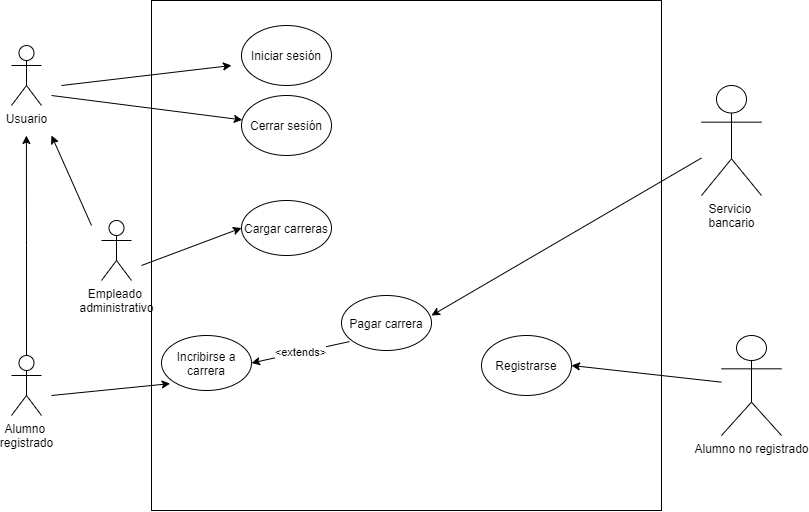 Iniciar sesión
Usuario
Cerrar sesión
Servicio
bancario
Cargar carreras
Empleado
administrativo
Pagar carrera
<extends>
Incribirse a
carrera
Registrarse
Alumno
registrado
Alumno no registrado